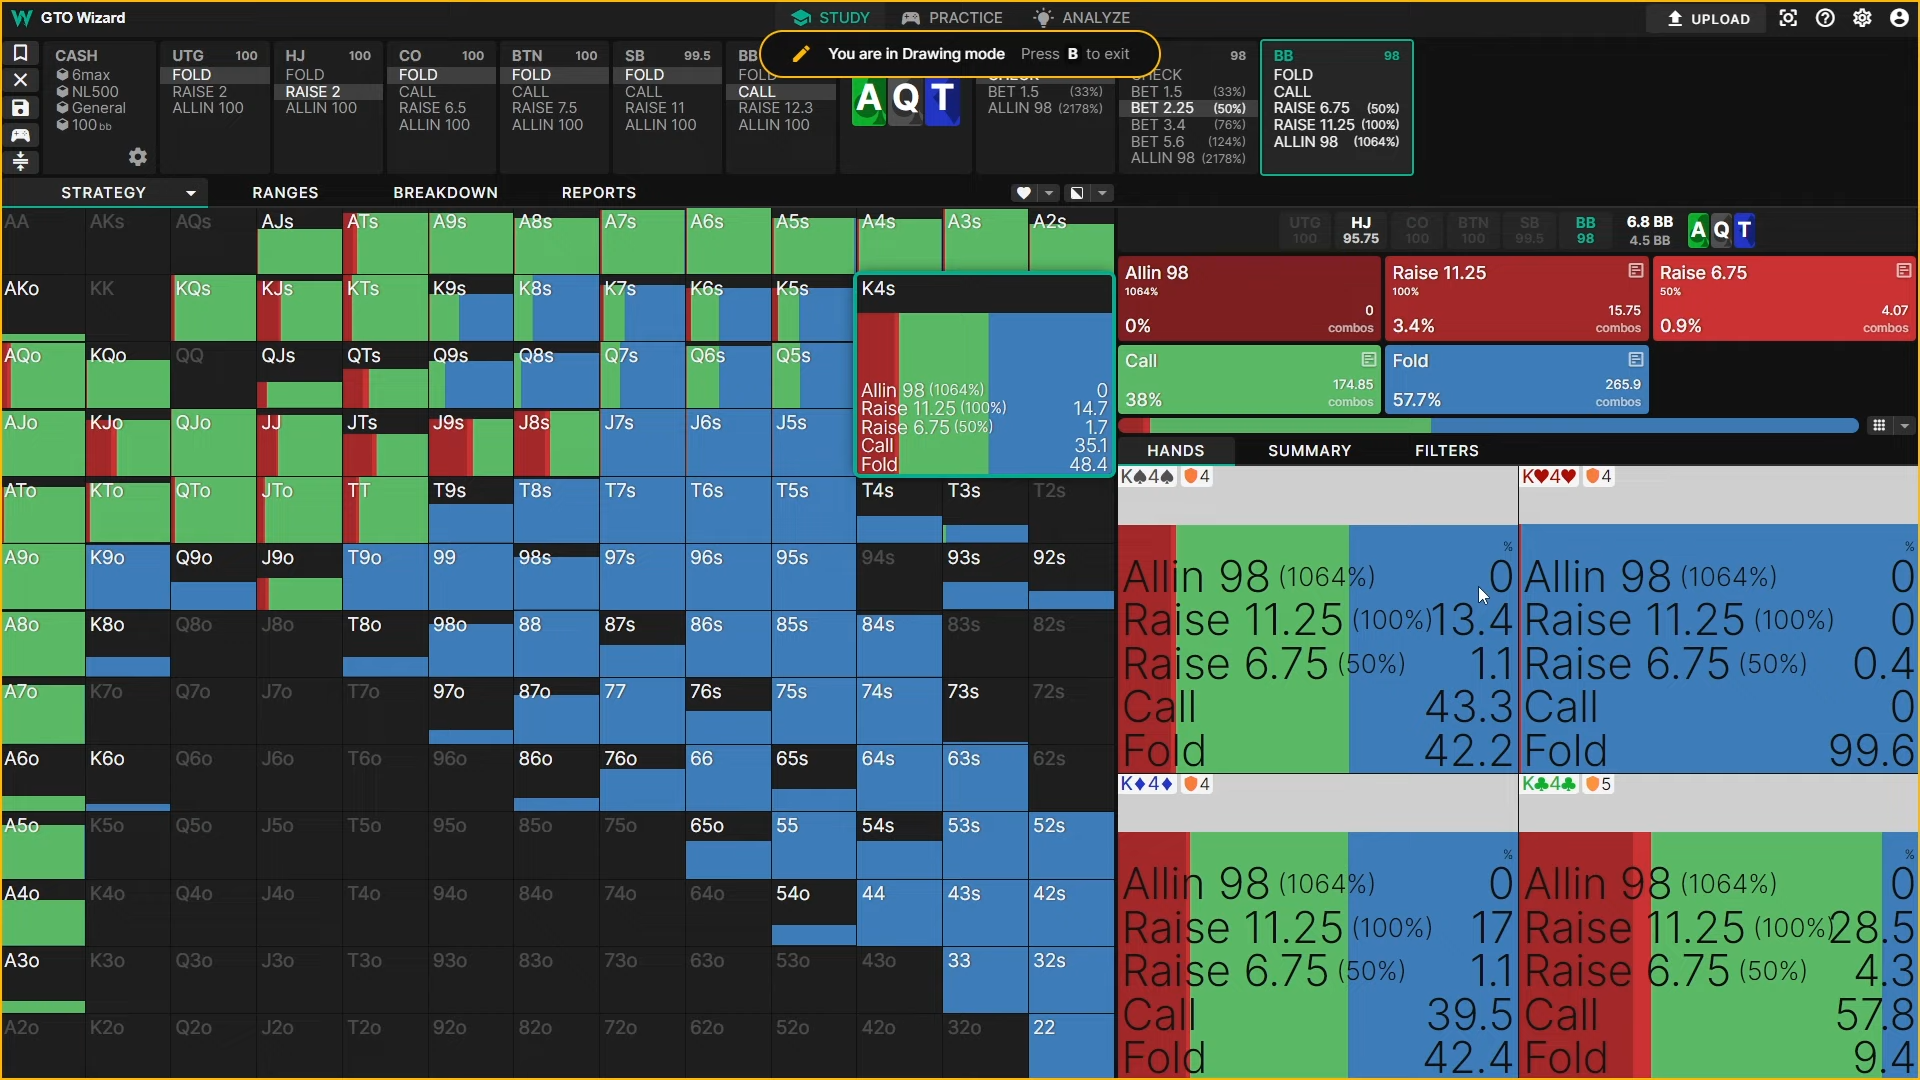 GTO Wizard
STUDY PRACTICE ANALYZE
UPLOAD
You are in Drawing mode Press B to exit
CASH
6max
NL500
General
100bb
UTG 100
FOLD
RAISE 2
ALLIN 100
HJ 100
FOLD
RAISE 2
ALLIN 100
CO 100
FOLD
CALL
RAISE 6.5
ALLIN 100
BTN 100
FOLD
CALL
RAISE 7.5
ALLIN 100
SB 99.5
FOLD
CALL
RAISE 11
ALLIN 100
BB
FOLD
CALL
RAISE 12.3
ALLIN 100
A Q T
BET 1.5 (33%)
ALLIN 98 (2178%)
98
CHECK
BET 1.5 (33%)
BET 2.25 (50%)
BET 3.4 (76%)
BET 5.6 (124%)
ALLIN 98 (2178%)
BB 98
FOLD
CALL
RAISE 6.75 (50%)
RAISE 11.25 (100%)
ALLIN 98 (1064%)
STRATEGY RANGES BREAKDOWN REPORTS
AA AKs AQs AJs ATs A9s A8s A7s A6s A5s A4s A3s A2s
AKo KK KQs KJs KTs K9s K8s K7s K6s K5s K4s
AQo KQo QQ QJs QTs Q9s Q8s Q7s Q6s Q5s
Allin 98 (1064%) 0
Raise 11.25 (100%) 14.7
Raise 6.75 (50%) 1.7
Call 35.1
Fold 48.4
AJo KJo QJo JJ JTs J9s J8s J7s J6s J5s
ATo KTo QTo JTo TT T9s T8s T7s T6s T5s T4s T3s T2s
A9o K9o Q9o J9o T9o 99 98s 97s 96s 95s 94s 93s 92s
A8o K8o Q8o J8o T8o 98o 88 87s 86s 85s 84s 83s 82s
A7o K7o Q7o J7o T7o 97o 87o 77 76s 75s 74s 73s 72s
A6o K6o Q6o J6o T6o 96o 86o 76o 66 65s 64s 63s 62s
A5o K5o Q5o J5o T5o 95o 85o 75o 65o 55 54s 53s 52s
A4o K4o Q4o J4o T4o 94o 84o 74o 64o 54o 44 43s 42s
A3o K3o Q3o J3o T3o 93o 83o 73o 63o 53o 43o 33 32s
A2o K2o Q2o J2o T2o 92o 82o 72o 62o 52o 42o 32o 22
UTG HJ CO BTN SB BB 6.8 BB A Q T
100 95.75 100 100 99.5 98 4.5 BB
Allin 98
1064%
0
0% combos
Raise 11.25
100%
15.75
3.4% combos
Raise 6.75
50%
4.07
0.9% combos
Call
174.85
38% combos
Fold
265.9
57.7% combos
HANDS SUMMARY FILTERS
K♠4♠ 4
%
Allin 98 (1064%) 0
Raise 11.25 (100%) 13.4
Raise 6.75 (50%) 1.1
Call 43.3
Fold 42.2
K♥4♥ 4
%
Allin 98 (1064%) 0
Raise 11.25 (100%) 0
Raise 6.75 (50%) 0.4
Call 0
Fold 99.6
K♦4♦ 4
%
Allin 98 (1064%) 0
Raise 11.25 (100%) 17
Raise 6.75 (50%) 1.1
Call 39.5
Fold 42.4
K♣4♣ 5
%
Allin 98 (1064%) 0
Raise 11.25 (100%) 28.5
Raise 6.75 (50%) 4.3
Call 57.8
Fold 9.4